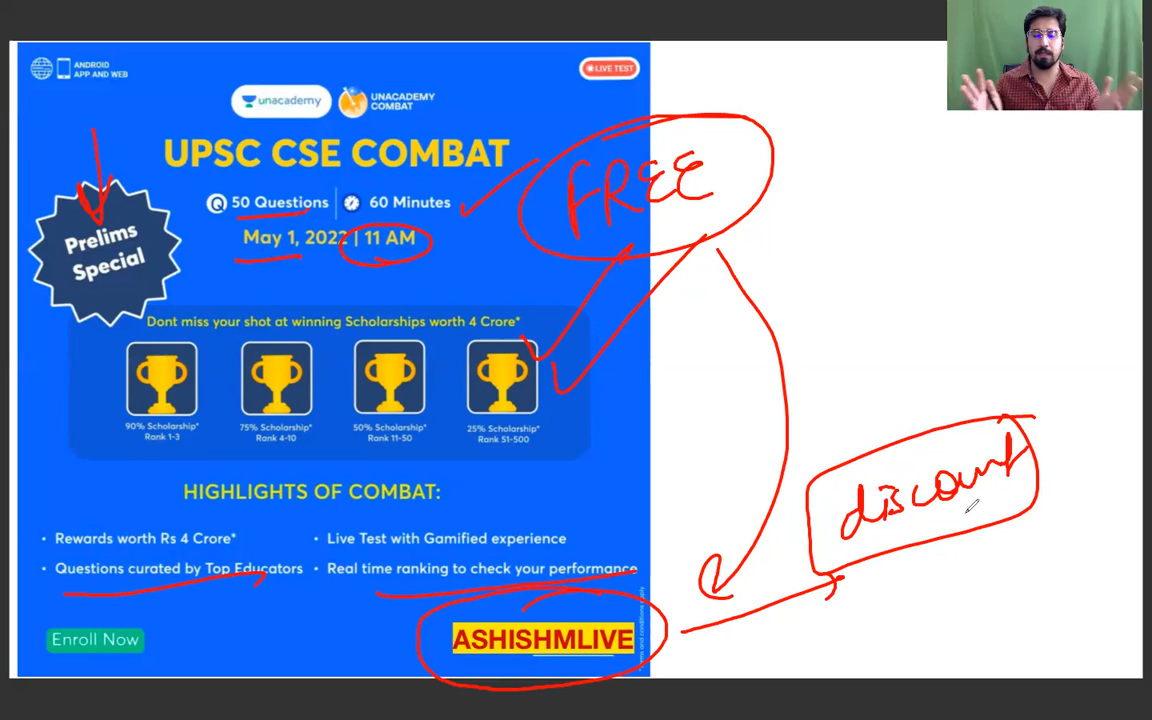 ANDROID
APP AND WEB
LIVE TEST
unacademy
UNACADEMY
COMBAT
UPSC CSE COMBAT
FREE
50 Questions
60 Minutes
May 1, 2022 | 11 AM
Prelims
Special
Dont miss your shot at winning Scholarships worth 4 Crore*
90% Scholarship*
Rank 1-3
75% Scholarship*
Rank 4-10
50% Scholarship*
Rank 11-50
25% Scholarship*
Rank 51-500
discount
HIGHLIGHTS OF COMBAT:
• Rewards worth Rs 4 Crore*
• Live Test with Gamified experience
• Questions curated by Top Educators
• Real time ranking to check your performance
ASHISHMLIVE
Enroll Now